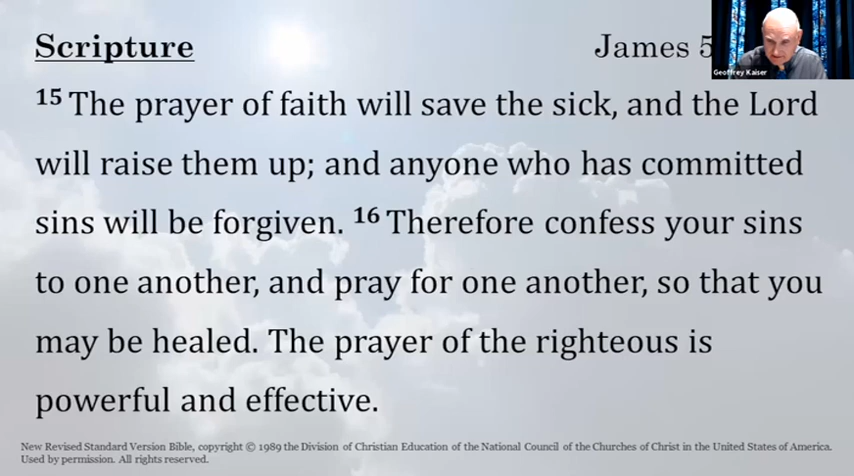 Scripture James 5
Geoffrey Kaiser
15 The prayer of faith will save the sick, and the Lord
will raise them up; and anyone who has committed
sins will be forgiven. 16 Therefore confess your sins
to one another, and pray for one another, so that you
may be healed. The prayer of the righteous is
powerful and effective.
New Revised Standard Version Bible, copyright © 1989 the Division of Christian Education of the National Council of the Churches of Christ in the United States of America.
Used by permission. All rights reserved.